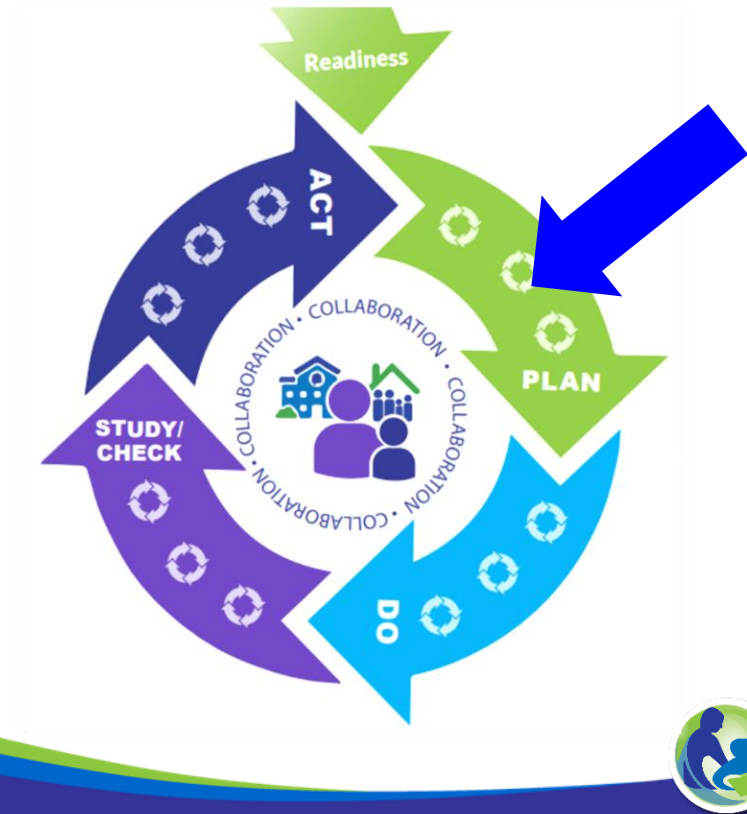 Readiness
ACT
PLAN
DO
STUDY/
CHECK
COLLABORATION • COLLABORATION • COLLABORATION • COLLABORATION •